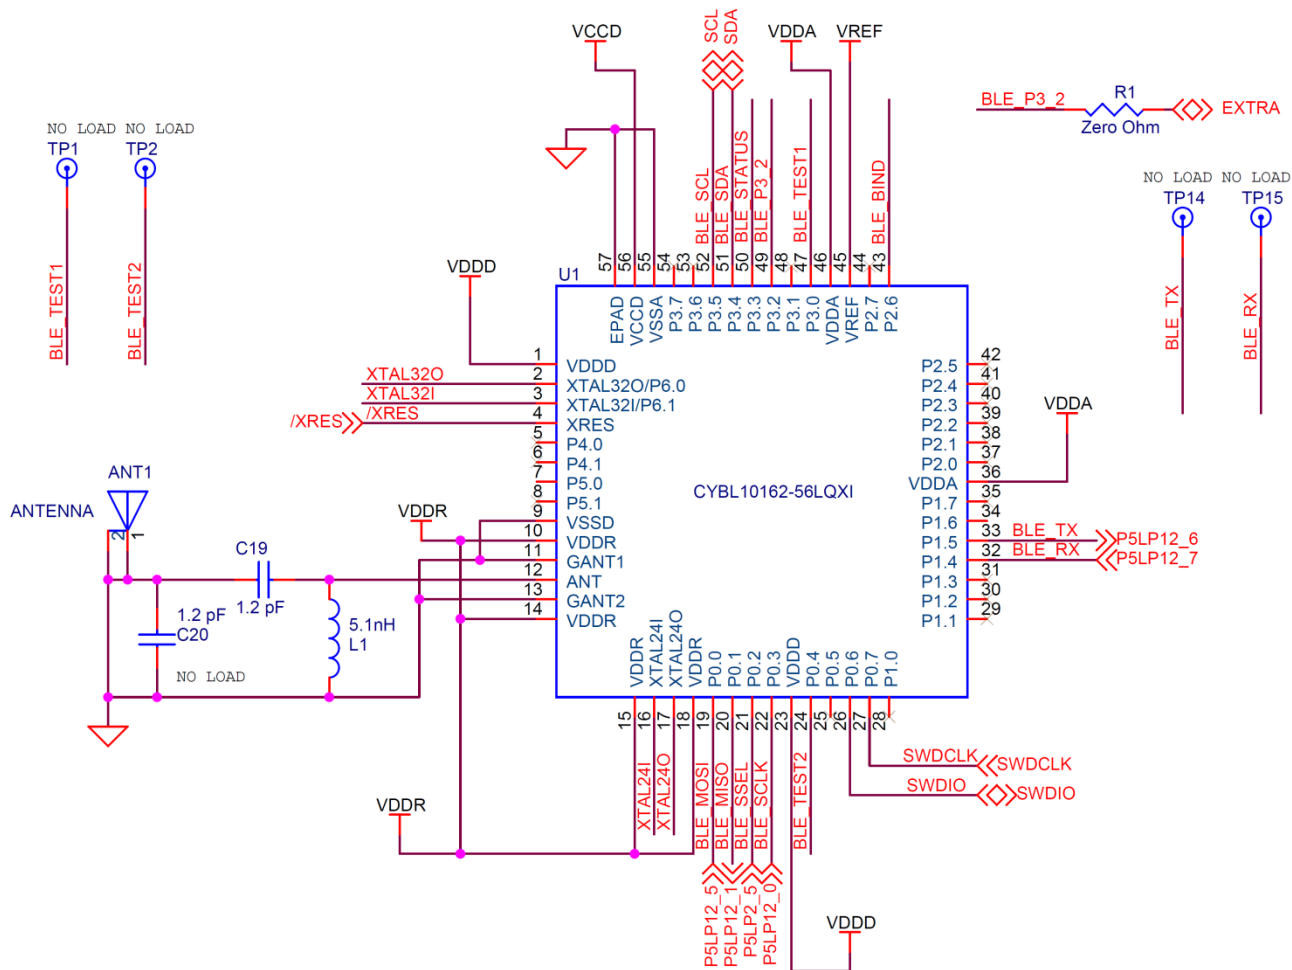 SCL
SDA
VCCD
VDDA
VREF
BLE_P3_2
R1
Zero Ohm
EXTRA
NO LOAD NO LOAD
TP1
TP2
BLE_TEST1
BLE_TEST2
NO LOAD NO LOAD
TP14
TP15
BLE_TX
BLE_RX
BLE_SCL
BLE_SDA
BLE_STATUS
BLE_P3_2
BLE_TEST1
BLE_BIND
57
56
55
54
53
52
51
50
49
48
47
46
45
44
43
VDDD
U1
EPAD
VCCD
VSSA
P3.7
P3.6
P3.5
P3.4
P3.3
P3.2
P3.1
P3.0
VDDA
VREF
P2.7
P2.6
1 VDDD
XTAL32O 2 XTAL32O/P6.0
XTAL32I 3 XTAL32I/P6.1
/XRES /XRES 4 XRES
5 P4.0
6 P4.1
7 P5.0
8 P5.1
9 VSSD
VDDR 10 VDDR
11 GANT1
12 ANT
13 GANT2
14 VDDR
CYBL10162-56LQXI
P2.5 42
P2.4 41
P2.3 40
P2.2 39
P2.1 38
P2.0 37
VDDA 36
VDDA
P1.7 35
P1.6 34
P1.5 33 BLE_TX P5LP12_6
P1.4 32 BLE_RX P5LP12_7
P1.3 31
P1.2 30
P1.1 29
ANT1
ANTENNA
2
1
C19
1.2 pF
1.2 pF
C20
NO LOAD
5.1nH
L1
VDDR
XTAL24I
XTAL24O
VDDR
P0.0
P0.1
P0.2
P0.3
VDDD
P0.4
P0.5
P0.6
P0.7
P1.0
15
16
17
18
19
20
21
22
23
24
25
26
27
28
VDDR
XTAL24I
XTAL24O
BLE_MOSI
BLE_MISO
BLE_SSEL
BLE_SCLK
BLE_TEST2
SWDCLK SWDCLK
SWDIO SWDIO
P5LP12_5
P5LP12_1
P5LP2_5
P5LP12_0
VDDD